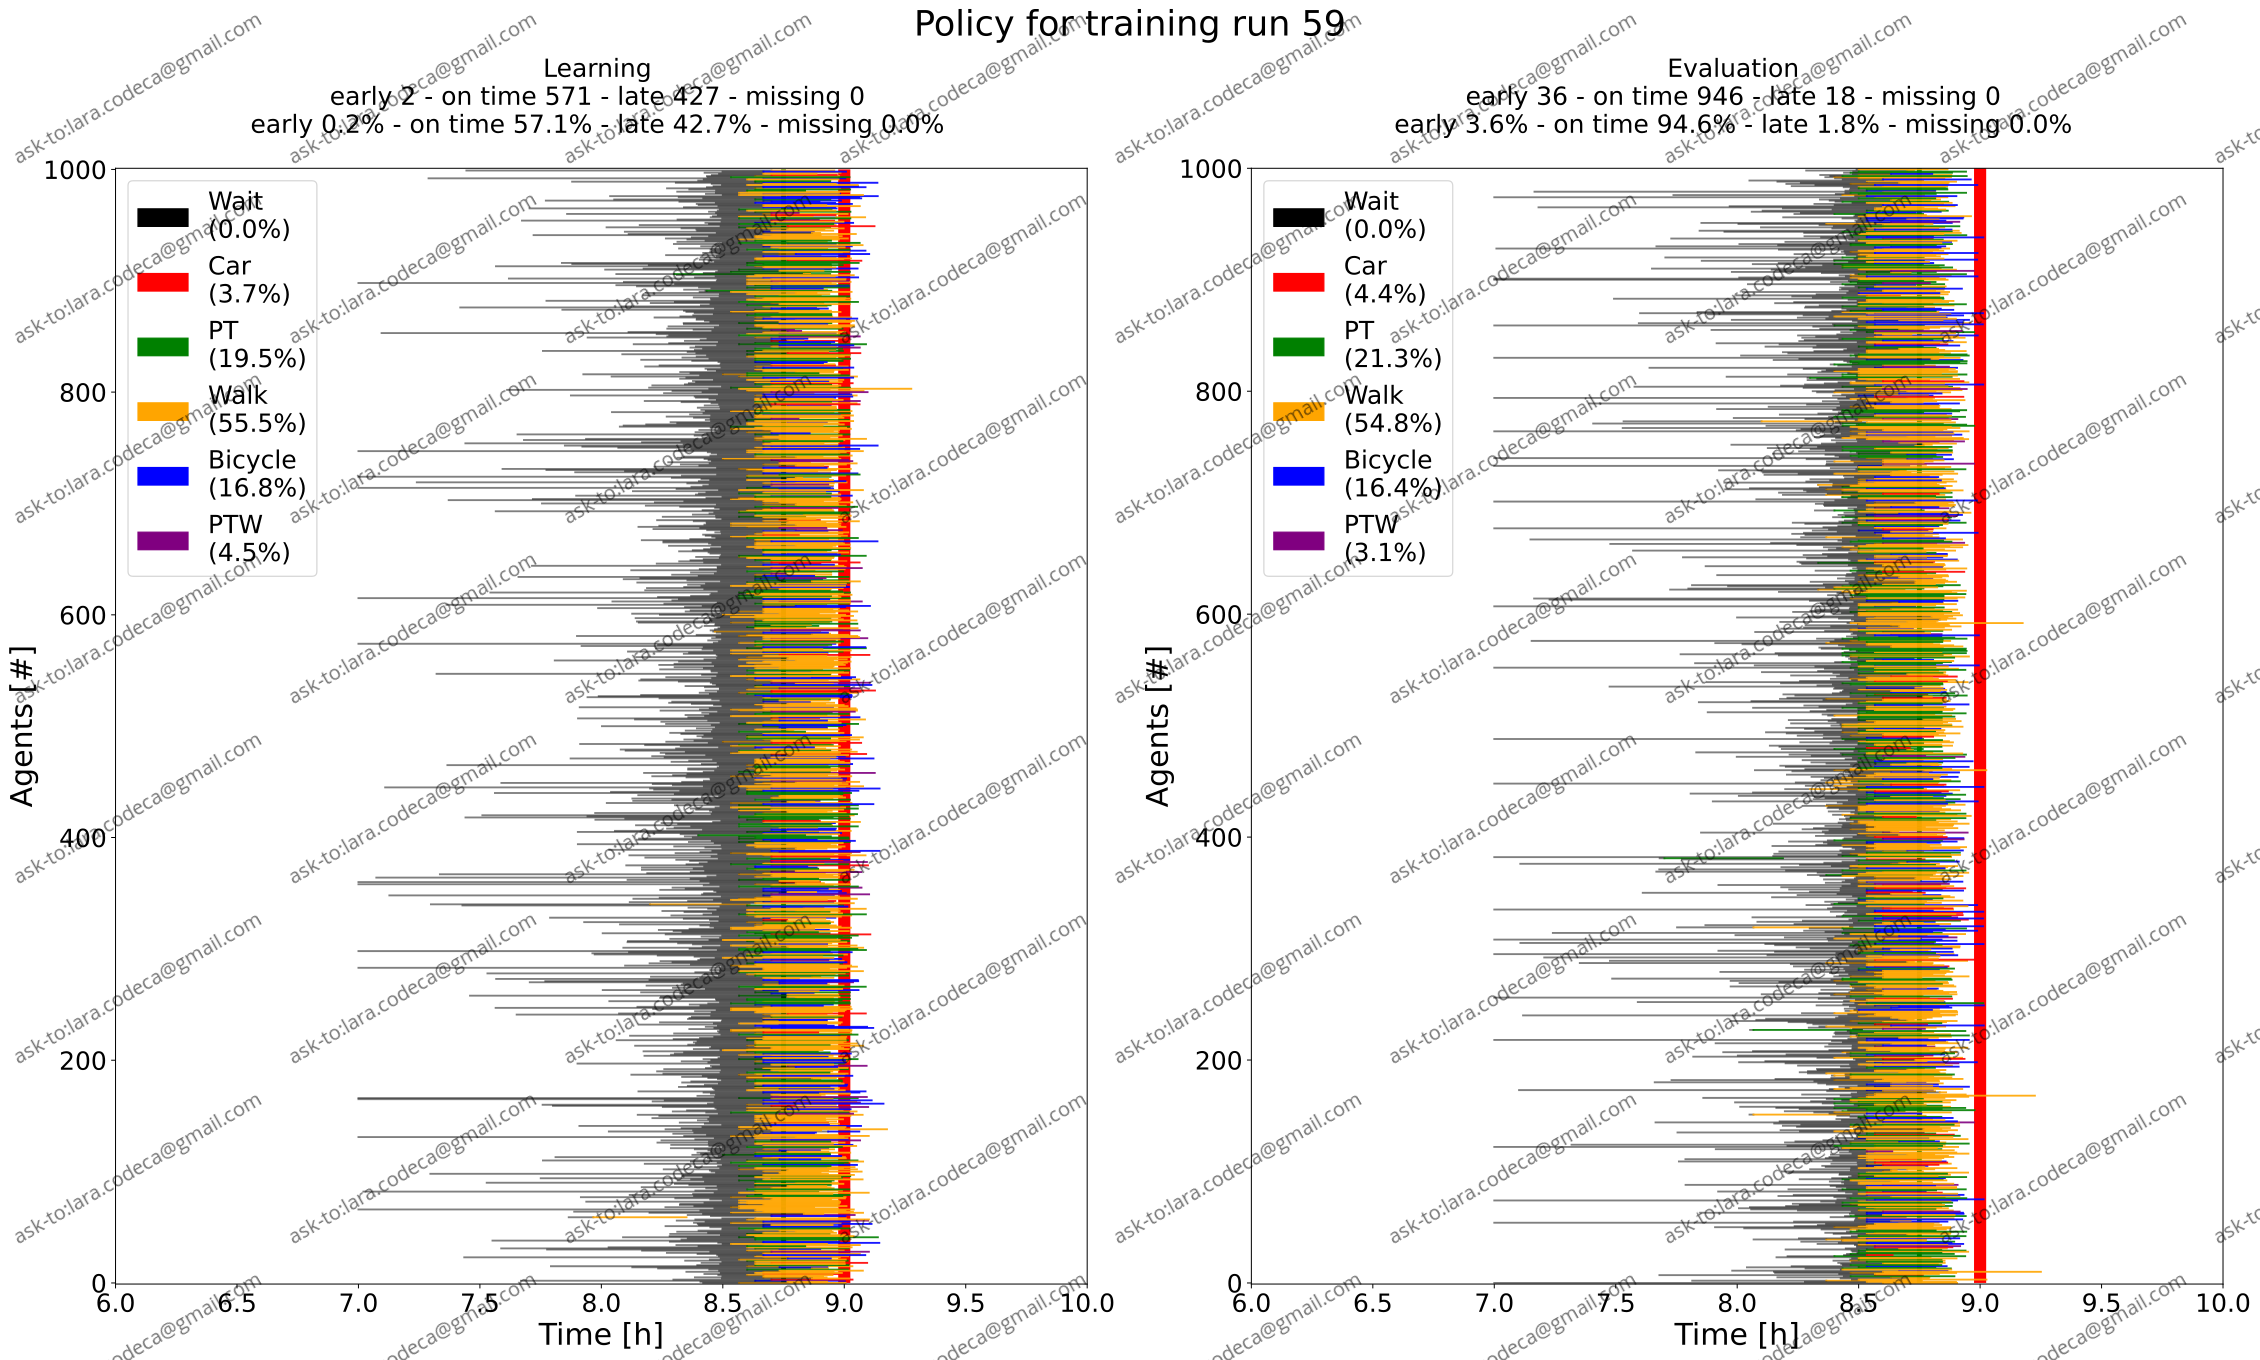 Policy for training run 59
Learning
early 2 - on time 571 - late 427 - missing 0
early 0.2% - on time 57.1% - late 42.7% - missing 0.0%
1000
800
600
400
200
0
Agents [#]
Wait
(0.0%)
Car
(3.7%)
PT
(19.5%)
Walk
(55.5%)
Bicycle
(16.8%)
PTW
(4.5%)
6.0 6.5 7.0 7.5 8.0 8.5 9.0 9.5 10.0
Time [h]
Evaluation
early 36 - on time 946 - late 18 - missing 0
early 3.6% - on time 94.6% - late 1.8% - missing 0.0%
1000
800
600
400
200
0
Agents [#]
Wait
(0.0%)
Car
(4.4%)
PT
(21.3%)
Walk
(54.8%)
Bicycle
(16.4%)
PTW
(3.1%)
6.0 6.5 7.0 7.5 8.0 8.5 9.0 9.5 10.0
Time [h]
ask-to:lara.codeca@gmail.com